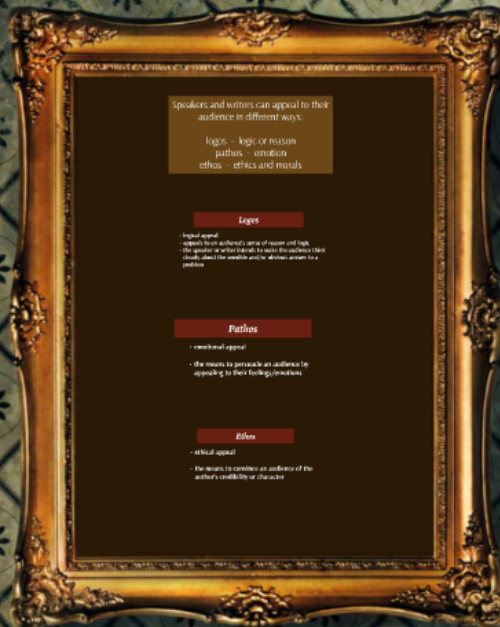 Speakers and writers can appeal to their
audience in different ways:
logos - logic or reason
pathos - emotion
ethos - ethics and morals
Logos
- logical appeal
- appeals to an audience's sense of reason and logic
- the speaker or writer intends to make the audience think
clearly about the sensible and/or obvious answer to a
problem
Pathos
- emotional appeal
- the means to persuade an audience by
appealing to their feelings/emotions
Ethos
- ethical appeal
- the means to convince an audience of the
author's credibility or character